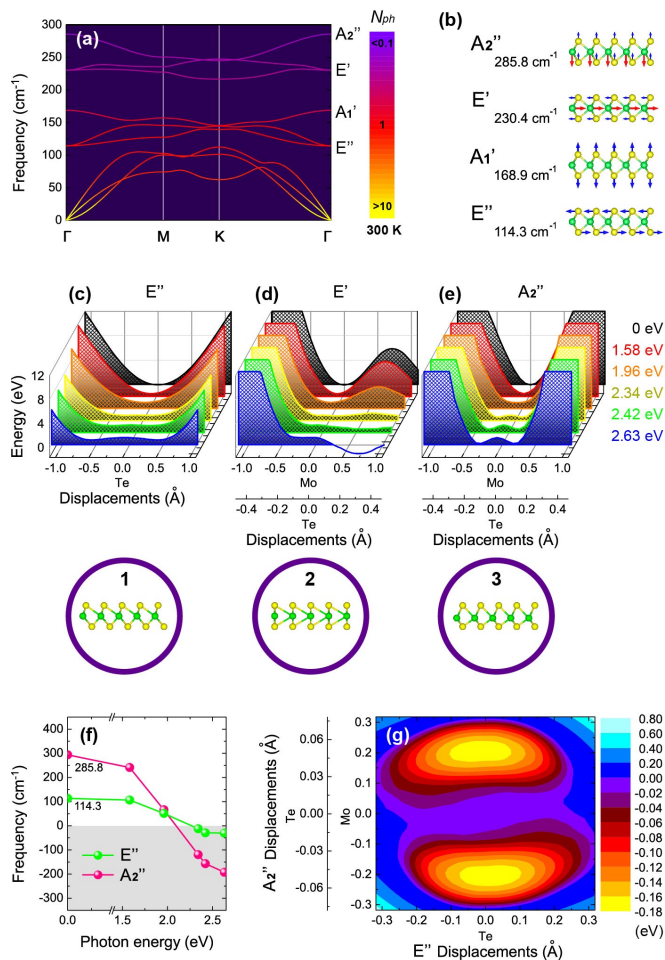 (a)
300
250
200
150
100
50
0
Frequency (cm⁻¹)
Γ M K Γ
A₂''
E'
A₁'
E''
Nph
<0.1
1
>10
300 K
(b)
A₂''
285.8 cm⁻¹
E'
230.4 cm⁻¹
A₁'
168.9 cm⁻¹
E''
114.3 cm⁻¹
(c) E'' (d) E' (e) A₂''
12
8
4
0
Energy (eV)
-1.0 -0.5 0.0 0.5 1.0
Te
Displacements (Å)
-1.0 -0.5 0.0 0.5 1.0
Mo
-0.4 -0.2 0.0 0.2 0.4
Te
Displacements (Å)
-1.0 -0.5 0.0 0.5 1.0
Mo
-0.4 -0.2 0.0 0.2 0.4
Te
Displacements (Å)
0 eV
1.58 eV
1.96 eV
2.34 eV
2.42 eV
2.63 eV
1 2 3
(f)
400
300
200
100
0
-100
-200
-300
Frequency (cm⁻¹)
285.8
114.3
E''
A₂''
0.0 1.5 2.0 2.5
Photon energy (eV)
(g)
A₂'' Displacements (Å)
Te
0.06
0.03
0.00
-0.03
-0.06
Mo
0.3
0.2
0.1
0.0
-0.1
-0.2
-0.3
-0.3 -0.2 -0.1 0.0 0.1 0.2 0.3
Te
E'' Displacements (Å)
0.80
0.60
0.40
0.20
0.00
-0.02
-0.04
-0.06
-0.08
-0.10
-0.12
-0.14
-0.16
-0.18
(eV)